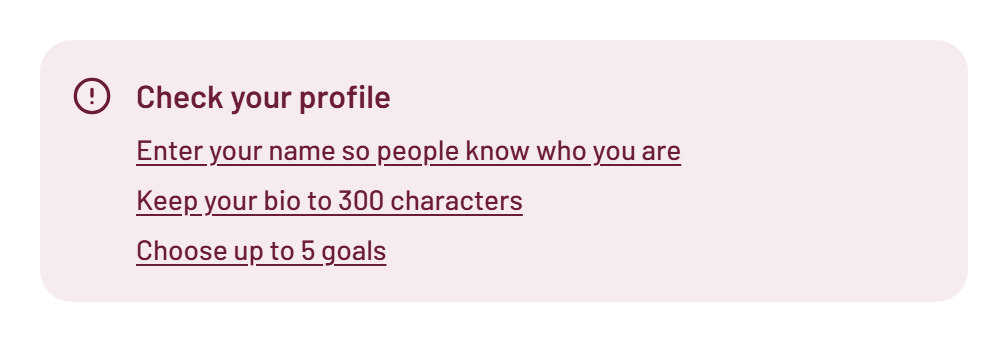 Check your profile
Enter your name so people know who you are
Keep your bio to 300 characters
Choose up to 5 goals